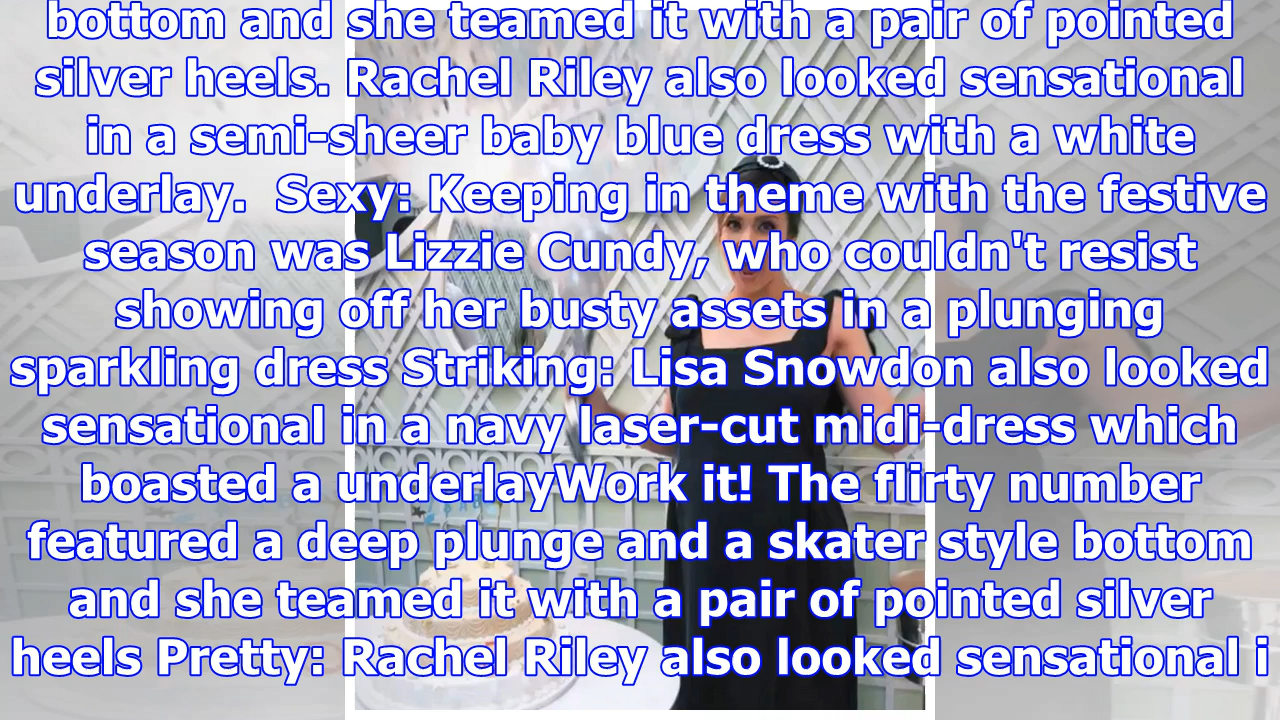 bottom and she teamed it with a pair of pointed
silver heels. Rachel Riley also looked sensational
in a semi-sheer baby blue dress with a white
underlay.  Sexy: Keeping in theme with the festive
season was Lizzie Cundy, who couldn't resist
showing off her busty assets in a plunging
sparkling dress Striking: Lisa Snowdon also looked
sensational in a navy laser-cut midi-dress which
boasted a underlayWork it! The flirty number
featured a deep plunge and a skater style bottom
and she teamed it with a pair of pointed silver
heels Pretty: Rachel Riley also looked sensational i